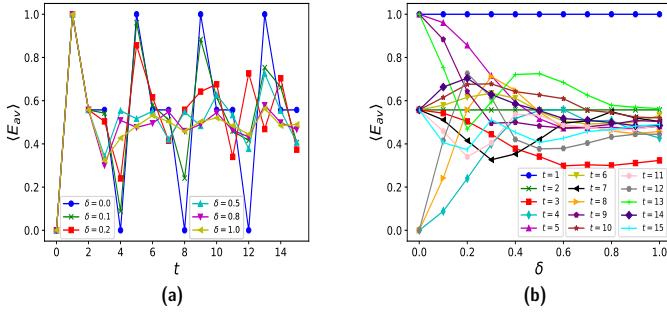 ⟨E_av⟩
1.0
0.8
0.6
0.4
0.2
0.0
δ = 0.0
δ = 0.1
δ = 0.2
δ = 0.5
δ = 0.8
δ = 1.0
0 2 4 6 8 10 12 14
t
(a)
⟨E_av⟩
1.0
0.8
0.6
0.4
0.2
0.0
t = 1
t = 2
t = 3
t = 4
t = 5
t = 6
t = 7
t = 8
t = 9
t = 10
t = 11
t = 12
t = 13
t = 14
t = 15
0.0 0.2 0.4 0.6 0.8 1.0
δ
(b)